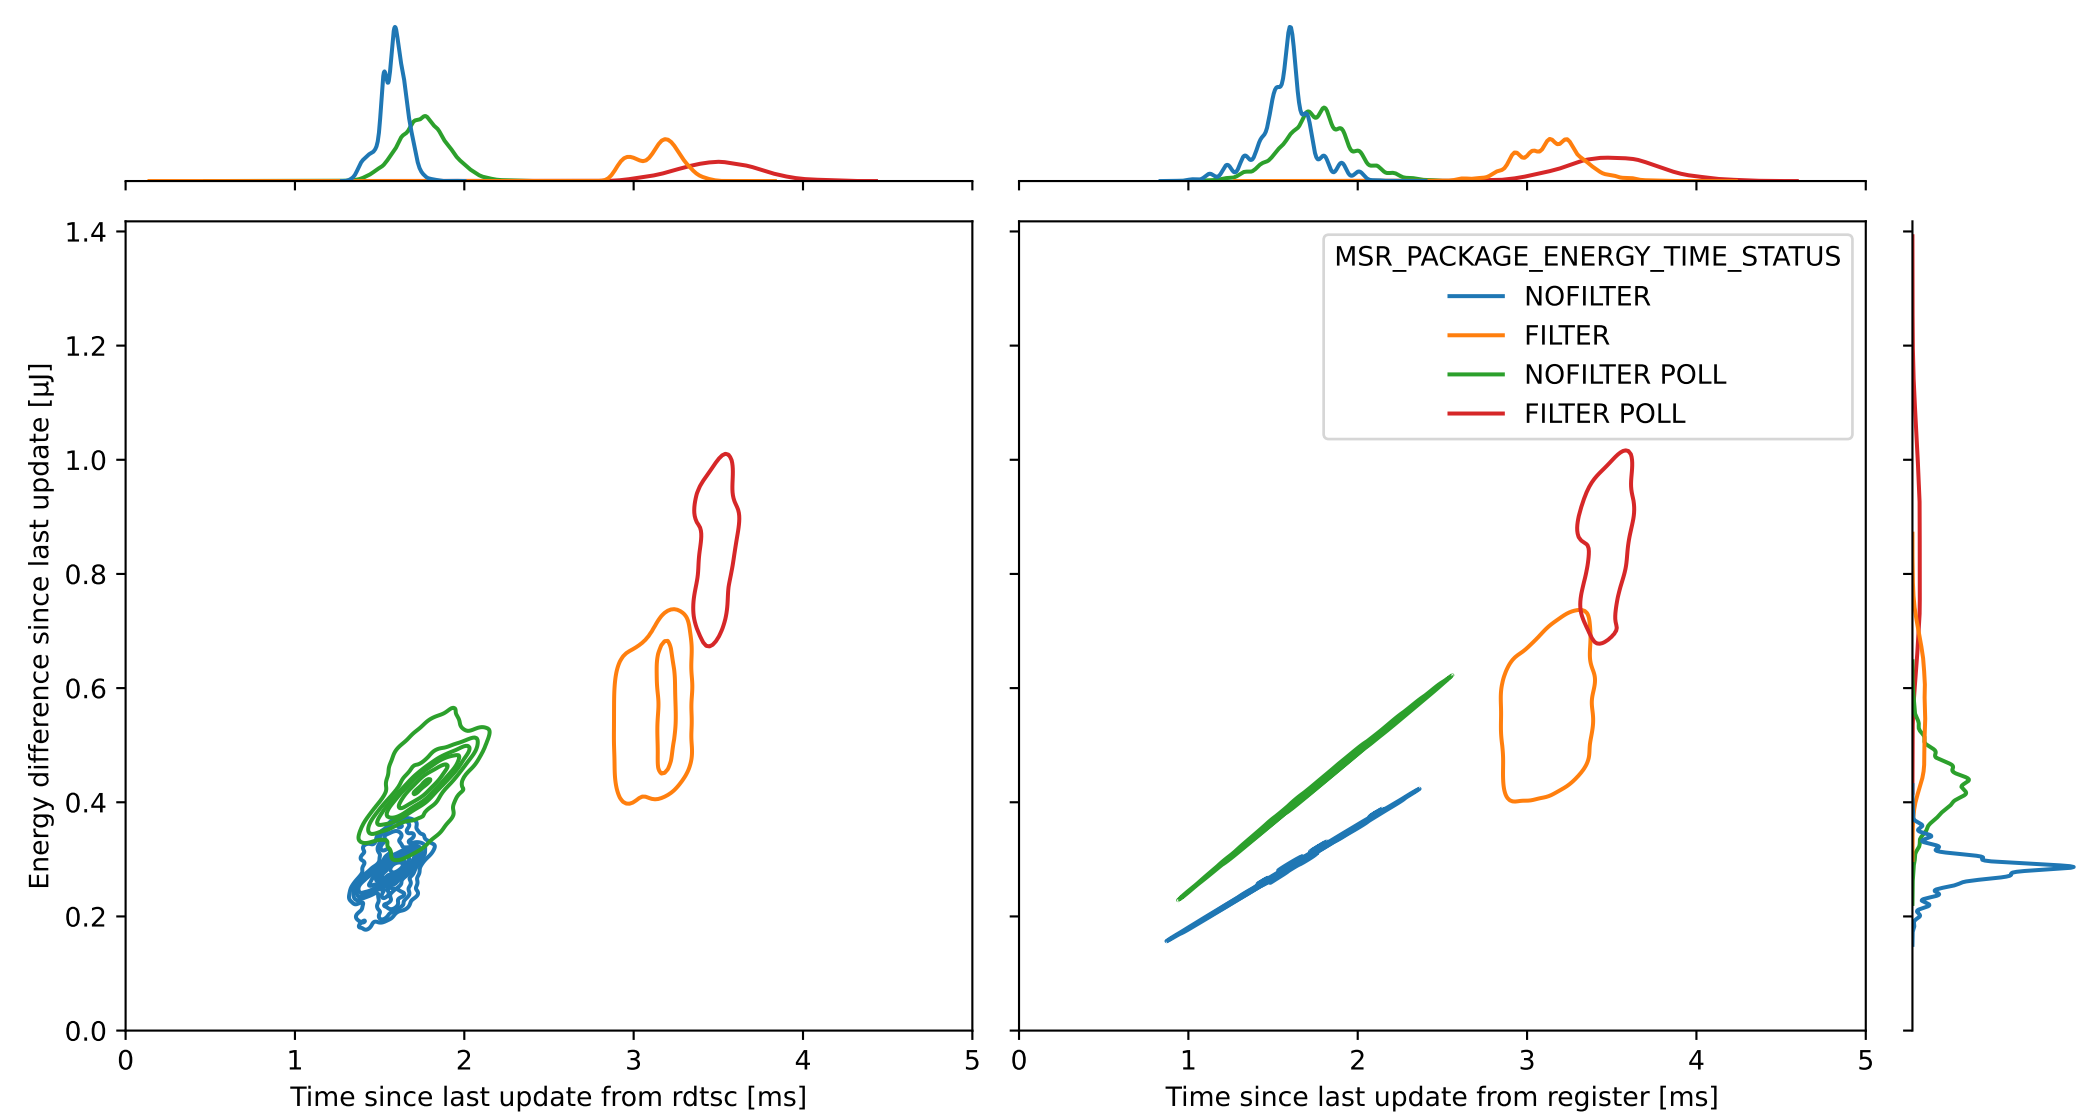 MSR_PACKAGE_ENERGY_TIME_STATUS
NOFILTER
FILTER
NOFILTER POLL
FILTER POLL
Energy difference since last update [µJ]
1.4
1.2
1.0
0.8
0.6
0.4
0.2
0.0
0 1 2 3 4 5
Time since last update from rdtsc [ms]
0 1 2 3 4 5
Time since last update from register [ms]